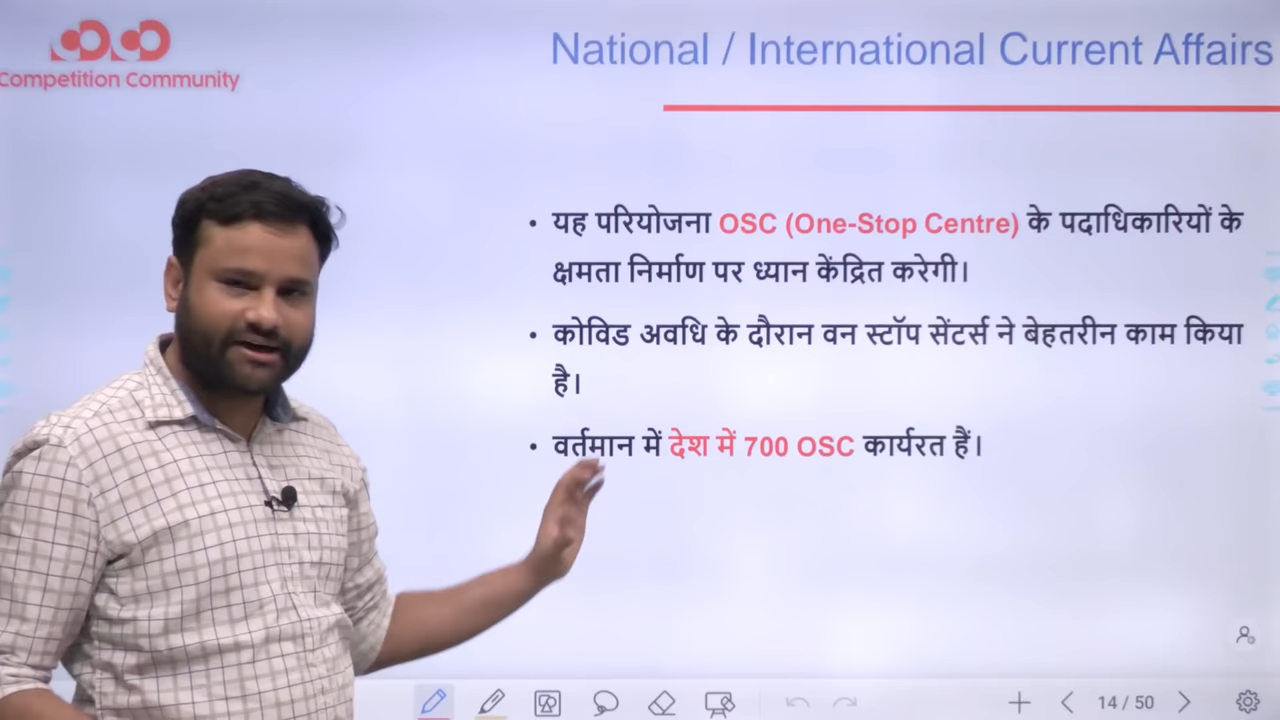 Competition Community
National / International Current Affairs
• यह परियोजना OSC (One-Stop Centre) के पदाधिकारियों के
क्षमता निर्माण पर ध्यान केंद्रित करेगी।
• कोविड अवधि के दौरान वन स्टॉप सेंटर्स ने बेहतरीन काम किया
है।
• वर्तमान में देश में 700 OSC कार्यरत हैं।
14 / 50